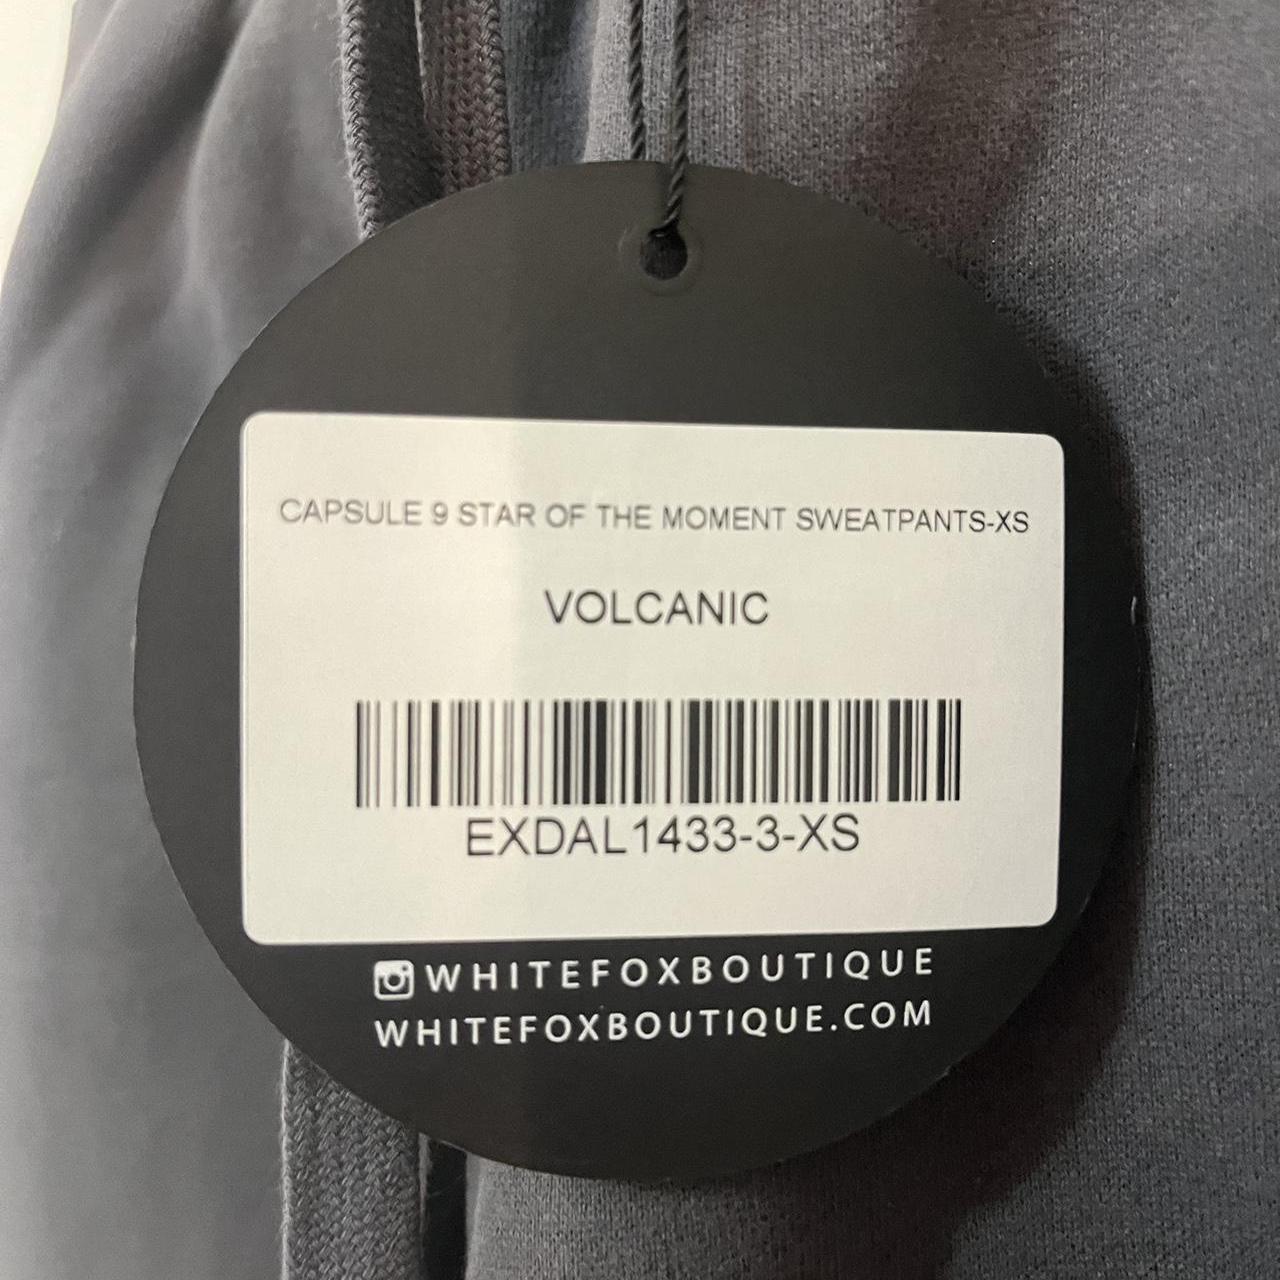 CAPSULE 9 STAR OF THE MOMENT SWEATPANTS-XS
VOLCANIC
EXDAL1433-3-XS
WHITEFOXBOUTIQUE
WHITEFOXBOUTIQUE.COM